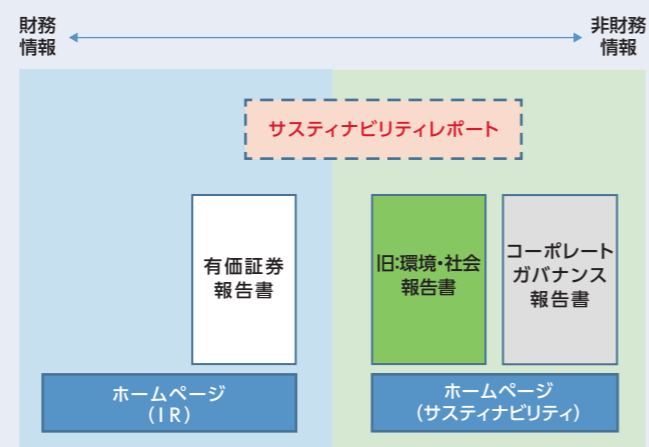 財務
情報
非財務
情報
サスティナビリティレポート
有価証券
報告書
旧:環境・社会
報告書
コーポレート
ガバナンス
報告書
ホームページ
(IR)
ホームページ
(サスティナビリティ)